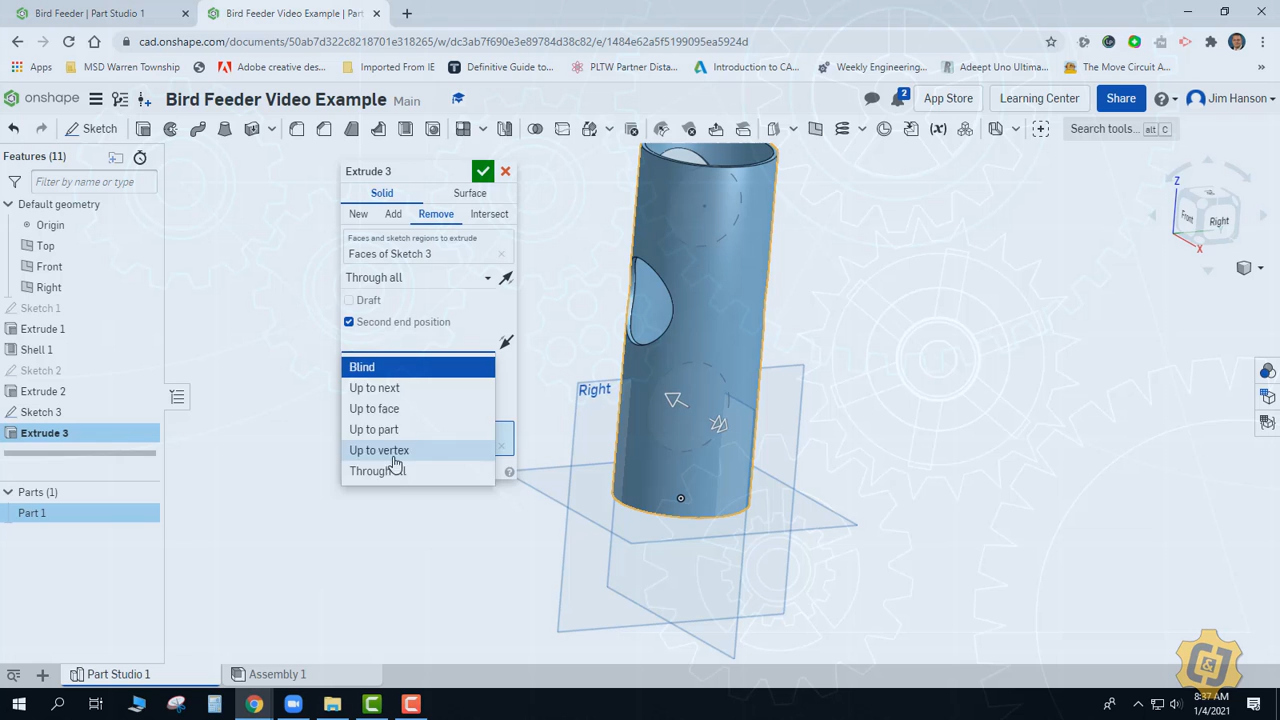 Bird Feeder | Part Studio 1
Bird Feeder Video Example | Part
cad.onshape.com/documents/50ab7d322c8218701e318265/w/dc3ab7f690e3e89784d38c82/e/1484e62a5f5199095ea5924d
Apps
MSD Warren Township
Adobe creative des...
Imported From IE
Definitive Guide to...
PLTW Partner Distan...
Introduction to CA...
Weekly Engineering...
Adeept Uno Ultima...
The Move Circuit A...
onshape
Bird Feeder Video Example
Main
2
App Store
Learning Center
Share
Jim Hanson
Sketch
Search tools...
alt
C
Features (11)
Filter by name or type
Default geometry
Origin
Top
Front
Right
Sketch 1
Extrude 1
Shell 1
Sketch 2
Extrude 2
Sketch 3
Extrude 3
Parts (1)
Part 1
Extrude 3
Solid
Surface
New
Add
Remove
Intersect
Faces and sketch regions to extrude
Faces of Sketch 3
Through all
Draft
Second end position
Blind
Up to next
Up to face
Up to part
Up to vertex
Through all
Right
Z
Front
Right
X
Part Studio 1
Assembly 1
8:37 AM
1/4/2021